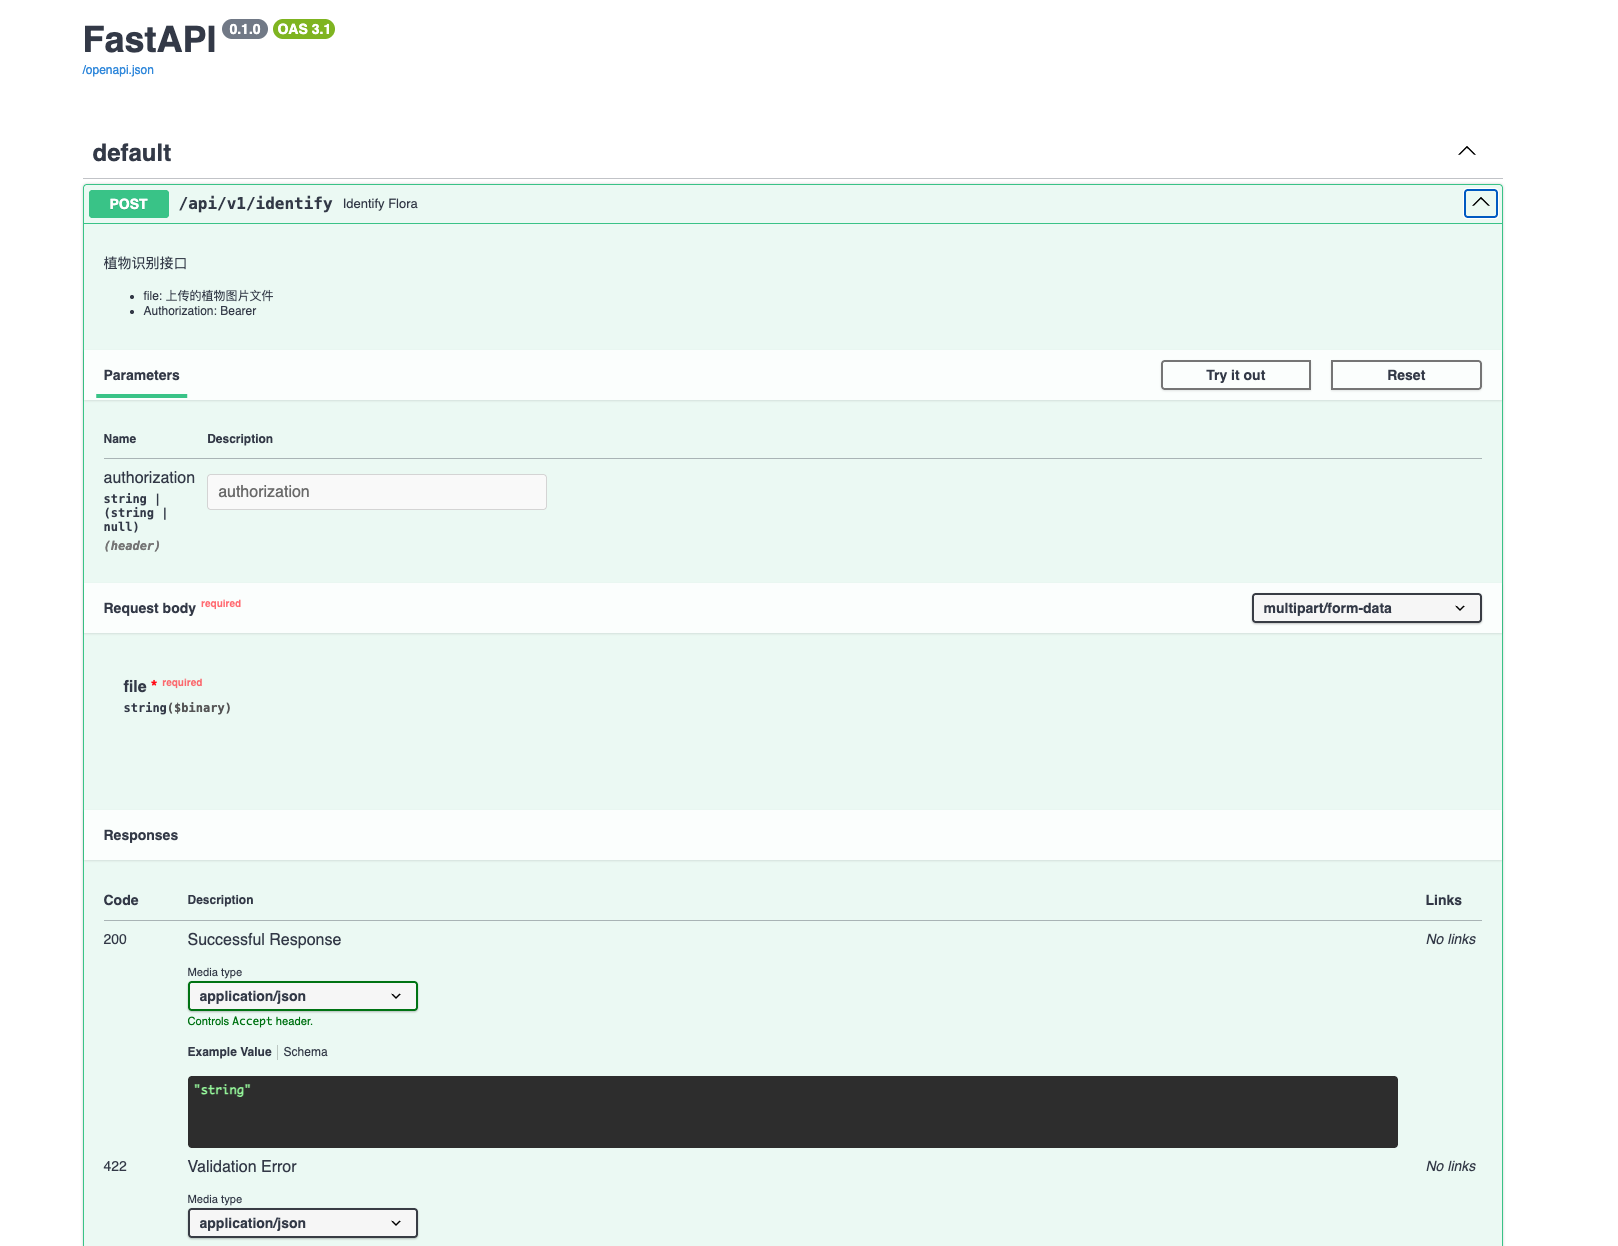 FastAPI 0.1.0 OAS 3.1
/openapi.json
default
POST /api/v1/identify Identify Flora
植物识别接口
file: 上传的植物图片文件
Authorization: Bearer
Parameters
Try it out
Reset
Name Description
authorization
string |
(string |
null)
(header)
authorization
Request body required
multipart/form-data
file * required
string($binary)
Responses
Code Description Links
200 Successful Response No links
Media type
application/json
Controls Accept header.
Example Value Schema
"string"
422 Validation Error No links
Media type
application/json